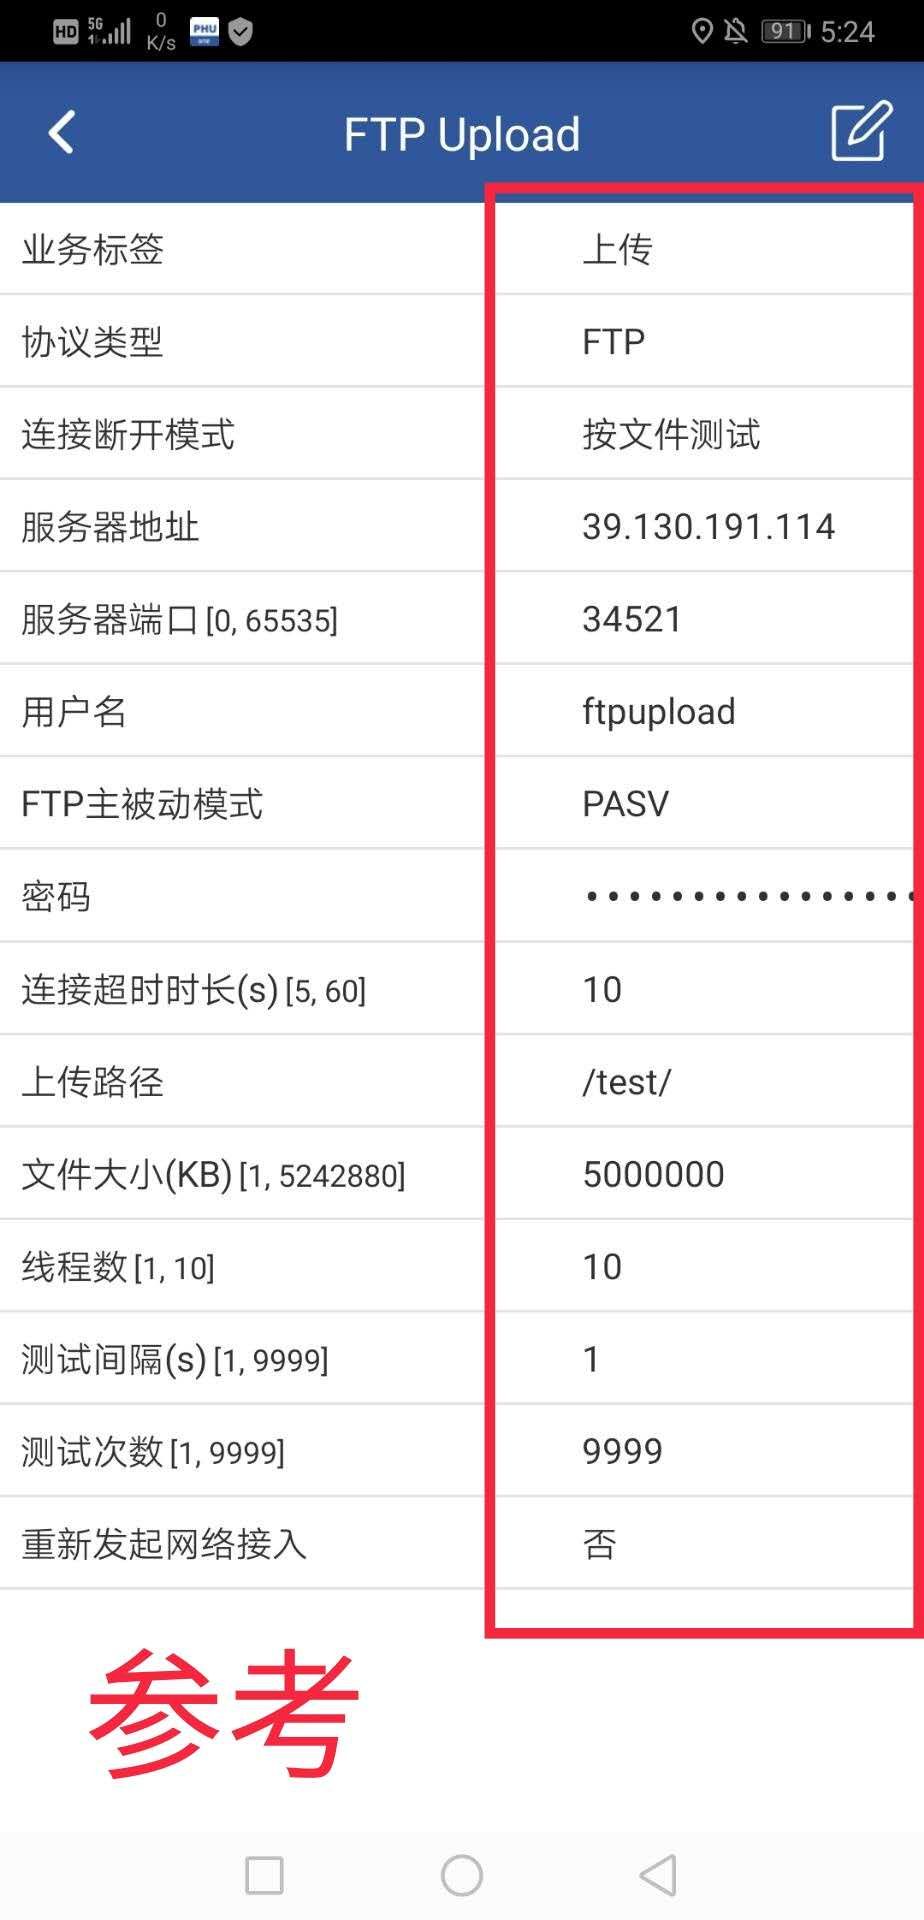 HD 5G 0 K/s PHU 91 5:24
FTP Upload
业务标签 上传
协议类型 FTP
连接断开模式 按文件测试
服务器地址 39.130.191.114
服务器端口 [0, 65535] 34521
用户名 ftpupload
FTP主被动模式 PASV
密码 •••••••••••••••
连接超时时长(s) [5, 60] 10
上传路径 /test/
文件大小(KB) [1, 5242880] 5000000
线程数 [1, 10] 10
测试间隔(s) [1, 9999] 1
测试次数 [1, 9999] 9999
重新发起网络接入 否
参考